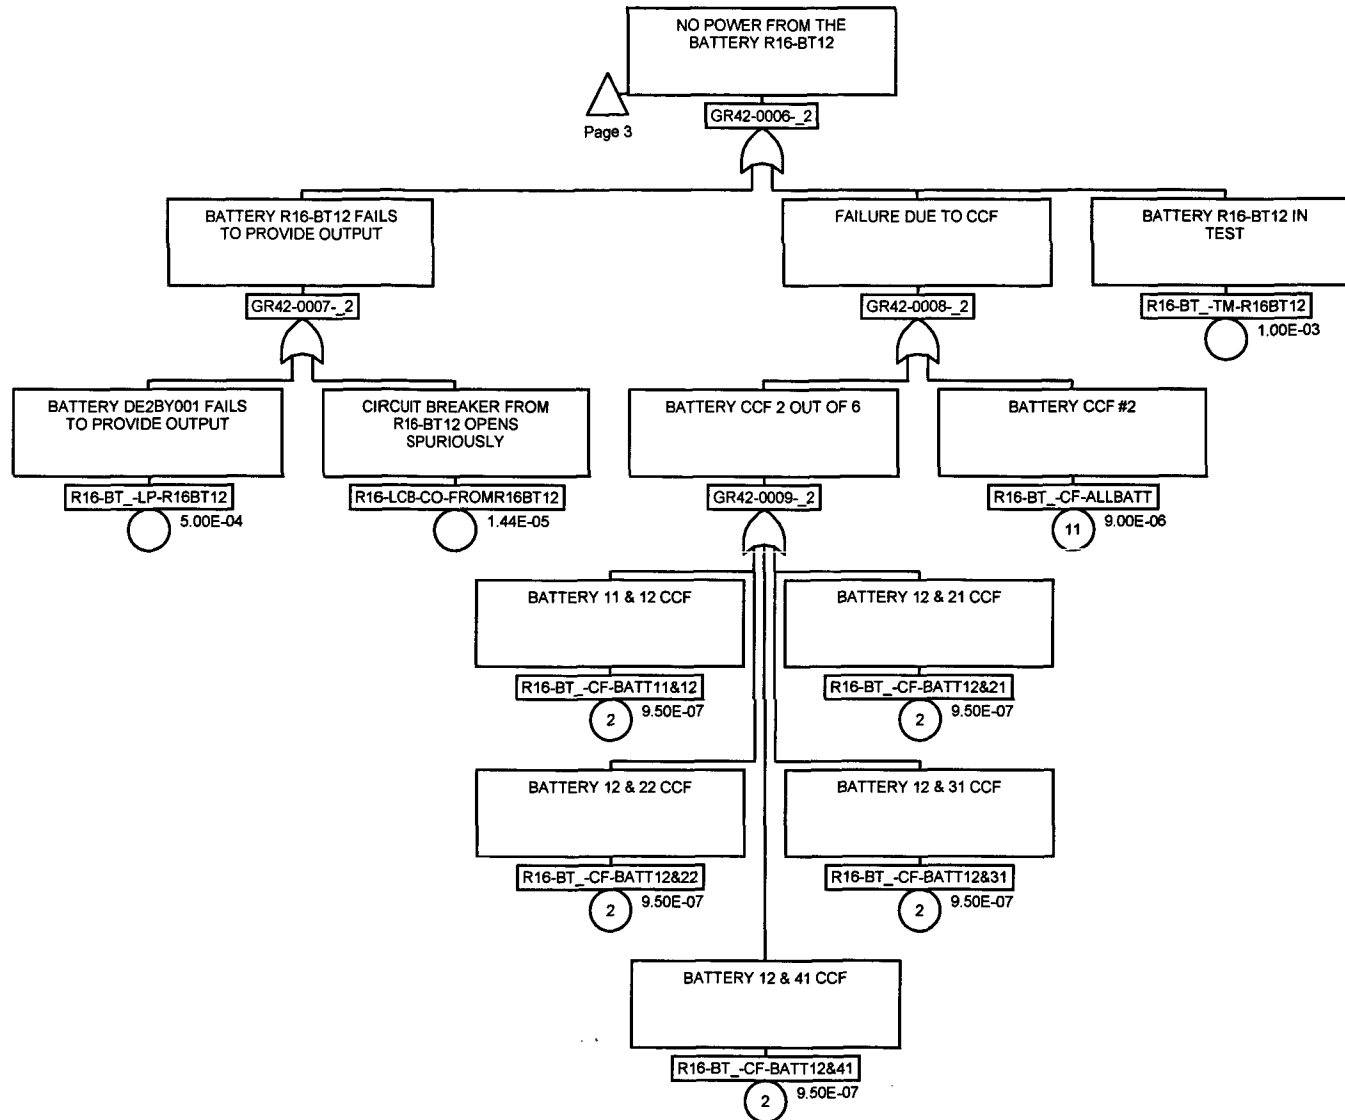 NO POWER FROM THE
BATTERY R16-BT12
Page 3
GR42-0006-_2
BATTERY R16-BT12 FAILS
TO PROVIDE OUTPUT
FAILURE DUE TO CCF
BATTERY R16-BT12 IN
TEST
GR42-0007-_2
GR42-0008-_2
R16-BT_-TM-R16BT12
1.00E-03
BATTERY DE2BY001 FAILS
TO PROVIDE OUTPUT
CIRCUIT BREAKER FROM
R16-BT12 OPENS
SPURIOUSLY
BATTERY CCF 2 OUT OF 6
BATTERY CCF #2
R16-BT_-LP-R16BT12
5.00E-04
R16-LCB-CO-FROMR16BT12
1.44E-05
GR42-0009-_2
R16-BT_-CF-ALLBATT
11
9.00E-06
BATTERY 11 & 12 CCF
BATTERY 12 & 21 CCF
R16-BT_-CF-BATT11&12
2
9.50E-07
R16-BT_-CF-BATT12&21
2
9.50E-07
BATTERY 12 & 22 CCF
BATTERY 12 & 31 CCF
R16-BT_-CF-BATT12&22
2
9.50E-07
R16-BT_-CF-BATT12&31
2
9.50E-07
BATTERY 12 & 41 CCF
R16-BT_-CF-BATT12&41
2
9.50E-07